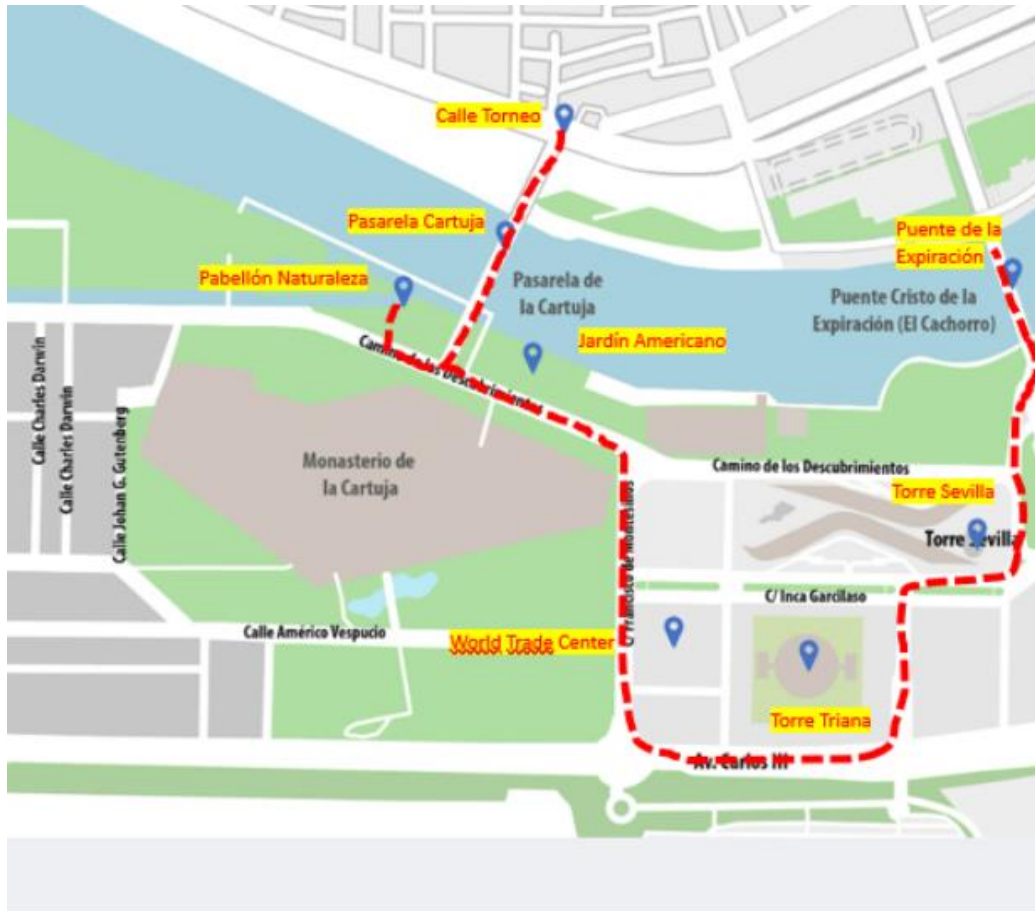 Calle Torneo
Pasarela Cartuja
Puente de la
Expiración
Pabellón Naturaleza
Pasarela de
la Cartuja
Puente Cristo de la
Expiración (El Cachorro)
Jardín Americano
Camino de los Descubrimientos
Calle Charles Darwin
Calle Charles Darwin
Calle Johan G. Gutenberg
Monasterio de
la Cartuja
Camino de los Descubrimientos
Torre Sevilla
Torre Sevilla
C/ Francisco de Montesinos
C/ Inca Garcilaso
Calle Américo Vespucio
World Trade Center
Torre Triana
Av. Carlos III